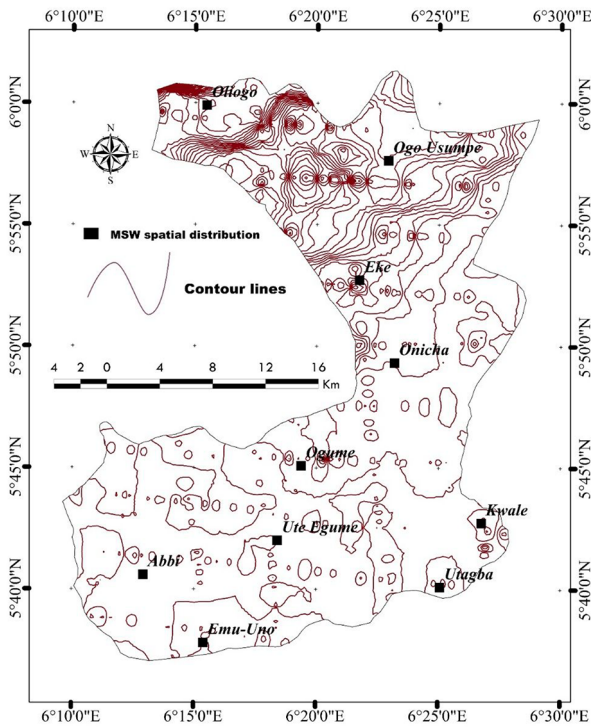 6°10'0"E 6°15'0"E 6°20'0"E 6°25'0"E 6°30'0"E
6°0'0"N
6°0'0"N
Oliogo
N
W E
S
Ogo Usumpe
5°55'0"N
5°55'0"N
MSW spatial distribution
Eke
Contour lines
5°50'0"N
5°50'0"N
Onicha
4 2 0 4 8 12 16
Km
Ogume
5°45'0"N
5°45'0"N
Kwale
Ute Egume
Abbi
Utagba
5°40'0"N
5°40'0"N
Emu-Uno
6°10'0"E 6°15'0"E 6°20'0"E 6°25'0"E 6°30'0"E